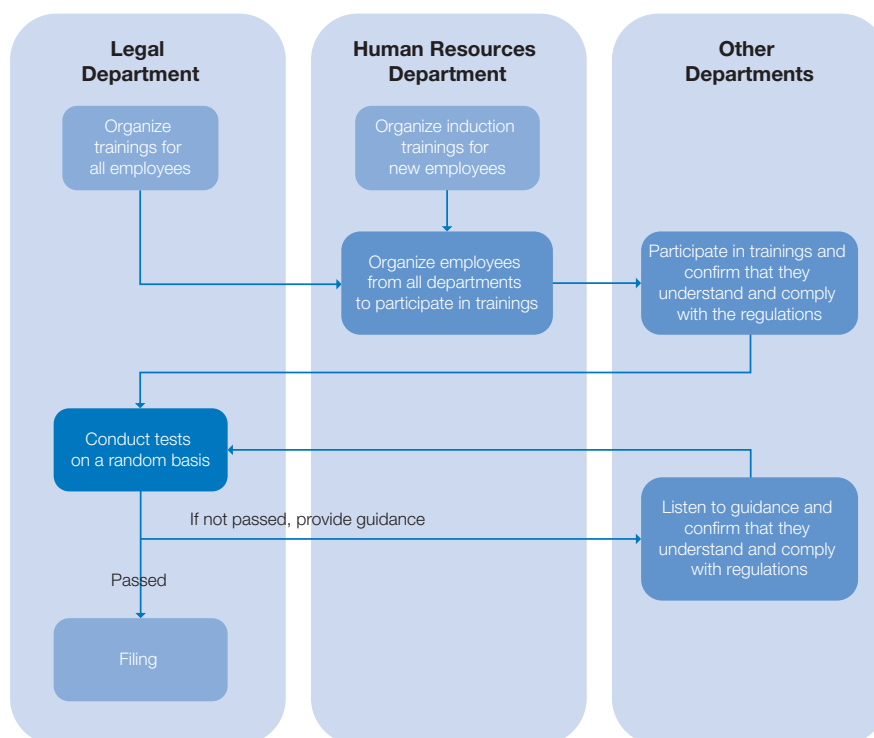 Legal
Department
Human Resources
Department
Other
Departments
Organize
trainings for
all employees
Organize induction
trainings for
new employees
Organize employees
from all departments
to participate in trainings
Participate in trainings and
confirm that they
understand and comply
with the regulations
Conduct tests
on a random basis
If not passed, provide guidance
Listen to guidance and
confirm that they
understand and comply
with regulations
Passed
Filing